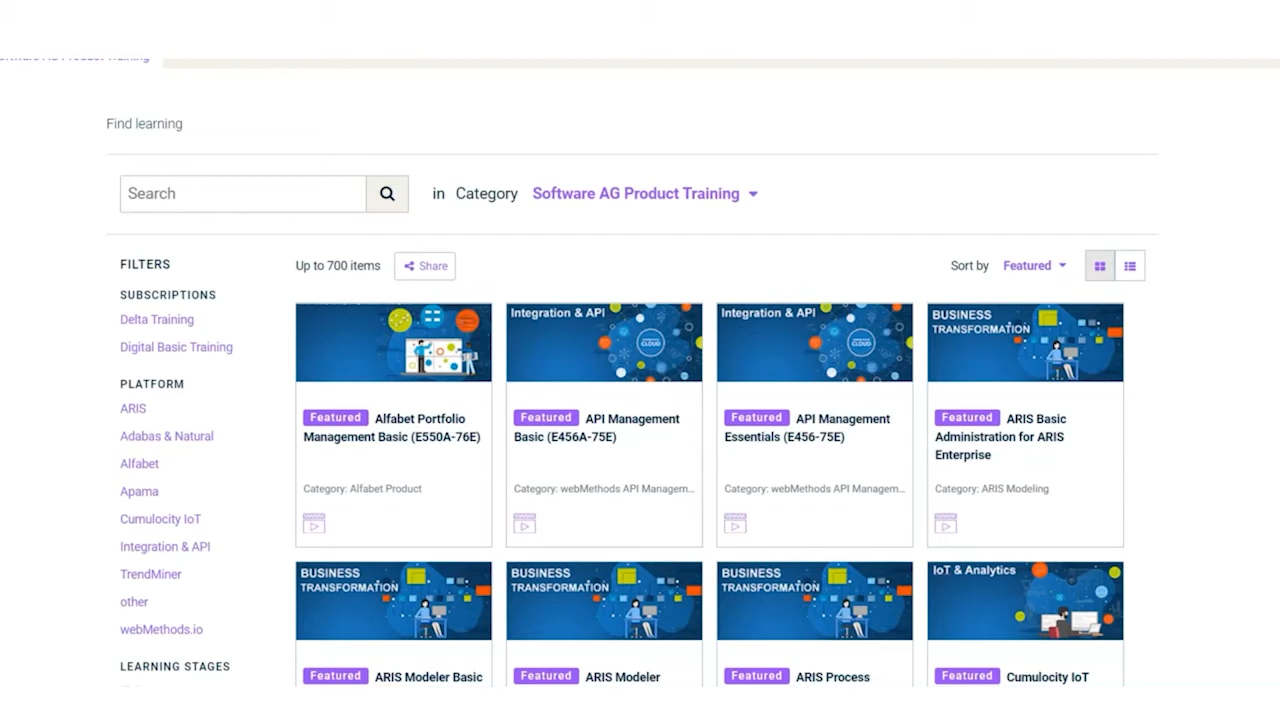 Find learning
Search
in Category Software AG Product Training
FILTERS
Up to 700 items
Share
Sort by Featured
SUBSCRIPTIONS
Delta Training
Digital Basic Training
PLATFORM
ARIS
Adabas & Natural
Alfabet
Apama
Cumulocity IoT
Integration & API
TrendMiner
other
webMethods.io
LEARNING STAGES
Featured Alfabet Portfolio
Management Basic (E550A-76E)
Category: Alfabet Product
Integration & API
CLOUD
Featured API Management
Basic (E456A-75E)
Category: webMethods API Managem...
Integration & API
CLOUD
Featured API Management
Essentials (E456-75E)
Category: webMethods API Managem...
BUSINESS
TRANSFORMATION
Featured ARIS Basic
Administration for ARIS
Enterprise
Category: ARIS Modeling
BUSINESS
TRANSFORMATION
Featured ARIS Modeler Basic
BUSINESS
TRANSFORMATION
Featured ARIS Modeler
BUSINESS
TRANSFORMATION
Featured ARIS Process
IoT & Analytics
Featured Cumulocity IoT